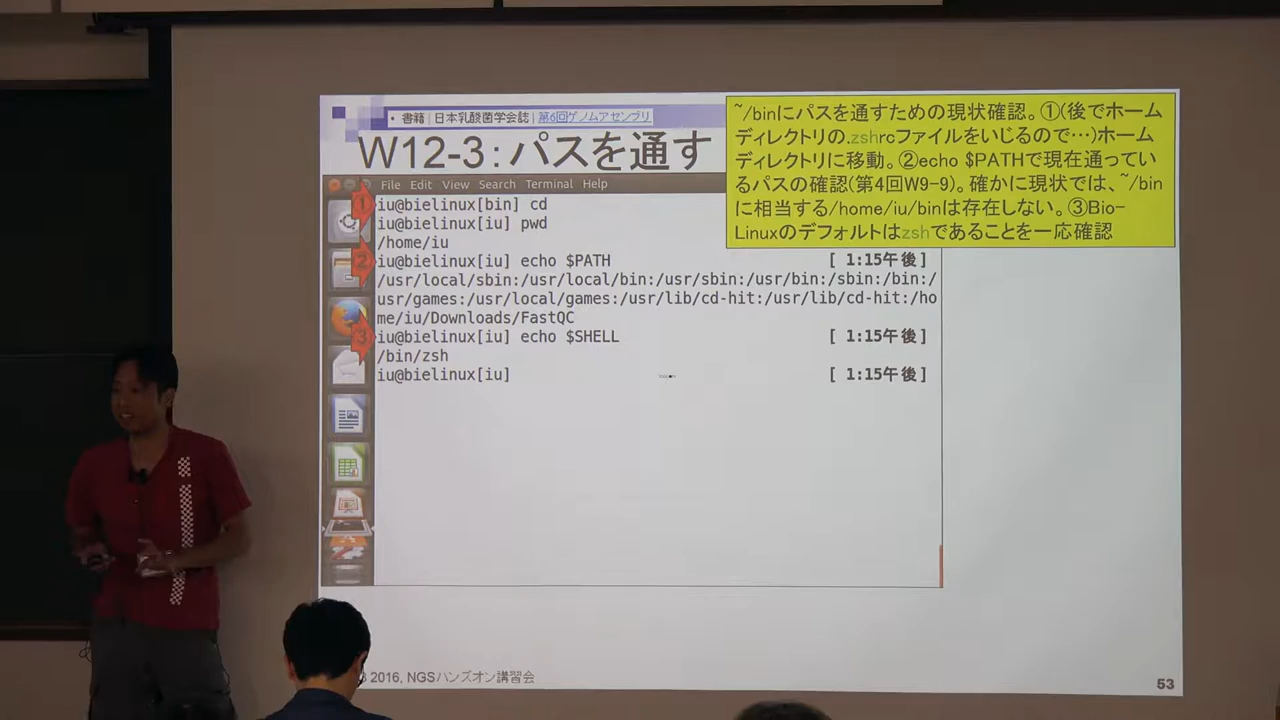 • 書籍 | 日本乳酸菌学会誌 | 第6回ゲノムアセンブリ
W12-3：パスを通す
~/binにパスを通すための現状確認。①(後でホーム
ディレクトリの.zshrcファイルをいじるので…)ホーム
ディレクトリに移動。②echo $PATHで現在通ってい
るパスの確認(第4回W9-9)。確かに現状では、~/bin
に相当する/home/iu/binは存在しない。③Bio-
Linuxのデフォルトはzshであることを一応確認
File Edit View Search Terminal Help
① iu@bielinux[bin] cd
iu@bielinux[iu] pwd
/home/iu
② iu@bielinux[iu] echo $PATH [ 1:15午後]
/usr/local/sbin:/usr/local/bin:/usr/sbin:/usr/bin:/sbin:/bin:/
usr/games:/usr/local/games:/usr/lib/cd-hit:/usr/lib/cd-hit:/ho
me/iu/Downloads/FastQC
③ iu@bielinux[iu] echo $SHELL [ 1:15午後]
/bin/zsh
iu@bielinux[iu] [ 1:15午後]
2016, NGSハンズオン講習会
53